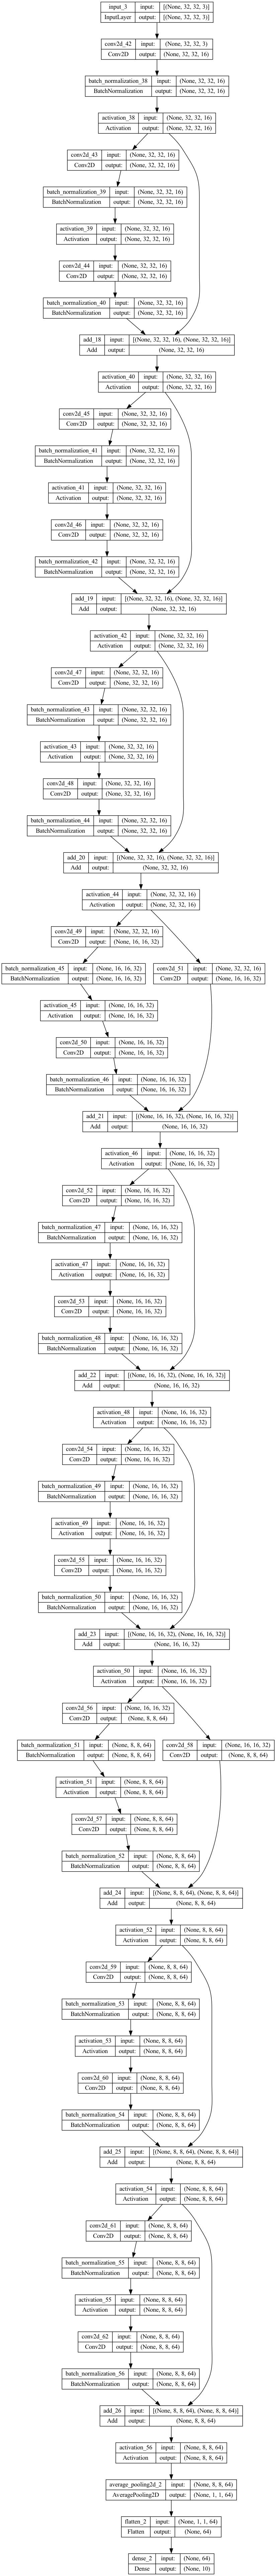 input_3 input: [(None, 32, 32, 3)]
InputLayer output: [(None, 32, 32, 3)]
conv2d_42 input: (None, 32, 32, 3)
Conv2D output: (None, 32, 32, 16)
batch_normalization_38 input: (None, 32, 32, 16)
BatchNormalization output: (None, 32, 32, 16)
activation_38 input: (None, 32, 32, 16)
Activation output: (None, 32, 32, 16)
conv2d_43 input: (None, 32, 32, 16)
Conv2D output: (None, 32, 32, 16)
batch_normalization_39 input: (None, 32, 32, 16)
BatchNormalization output: (None, 32, 32, 16)
activation_39 input: (None, 32, 32, 16)
Activation output: (None, 32, 32, 16)
conv2d_44 input: (None, 32, 32, 16)
Conv2D output: (None, 32, 32, 16)
batch_normalization_40 input: (None, 32, 32, 16)
BatchNormalization output: (None, 32, 32, 16)
add_18 input: [(None, 32, 32, 16), (None, 32, 32, 16)]
Add output: (None, 32, 32, 16)
activation_40 input: (None, 32, 32, 16)
Activation output: (None, 32, 32, 16)
conv2d_45 input: (None, 32, 32, 16)
Conv2D output: (None, 32, 32, 16)
batch_normalization_41 input: (None, 32, 32, 16)
BatchNormalization output: (None, 32, 32, 16)
activation_41 input: (None, 32, 32, 16)
Activation output: (None, 32, 32, 16)
conv2d_46 input: (None, 32, 32, 16)
Conv2D output: (None, 32, 32, 16)
batch_normalization_42 input: (None, 32, 32, 16)
BatchNormalization output: (None, 32, 32, 16)
add_19 input: [(None, 32, 32, 16), (None, 32, 32, 16)]
Add output: (None, 32, 32, 16)
activation_42 input: (None, 32, 32, 16)
Activation output: (None, 32, 32, 16)
conv2d_47 input: (None, 32, 32, 16)
Conv2D output: (None, 32, 32, 16)
batch_normalization_43 input: (None, 32, 32, 16)
BatchNormalization output: (None, 32, 32, 16)
activation_43 input: (None, 32, 32, 16)
Activation output: (None, 32, 32, 16)
conv2d_48 input: (None, 32, 32, 16)
Conv2D output: (None, 32, 32, 16)
batch_normalization_44 input: (None, 32, 32, 16)
BatchNormalization output: (None, 32, 32, 16)
add_20 input: [(None, 32, 32, 16), (None, 32, 32, 16)]
Add output: (None, 32, 32, 16)
activation_44 input: (None, 32, 32, 16)
Activation output: (None, 32, 32, 16)
conv2d_49 input: (None, 32, 32, 16)
Conv2D output: (None, 16, 16, 32)
batch_normalization_45 input: (None, 16, 16, 32)
BatchNormalization output: (None, 16, 16, 32)
conv2d_51 input: (None, 32, 32, 16)
Conv2D output: (None, 16, 16, 32)
activation_45 input: (None, 16, 16, 32)
Activation output: (None, 16, 16, 32)
conv2d_50 input: (None, 16, 16, 32)
Conv2D output: (None, 16, 16, 32)
batch_normalization_46 input: (None, 16, 16, 32)
BatchNormalization output: (None, 16, 16, 32)
add_21 input: [(None, 16, 16, 32), (None, 16, 16, 32)]
Add output: (None, 16, 16, 32)
activation_46 input: (None, 16, 16, 32)
Activation output: (None, 16, 16, 32)
conv2d_52 input: (None, 16, 16, 32)
Conv2D output: (None, 16, 16, 32)
batch_normalization_47 input: (None, 16, 16, 32)
BatchNormalization output: (None, 16, 16, 32)
activation_47 input: (None, 16, 16, 32)
Activation output: (None, 16, 16, 32)
conv2d_53 input: (None, 16, 16, 32)
Conv2D output: (None, 16, 16, 32)
batch_normalization_48 input: (None, 16, 16, 32)
BatchNormalization output: (None, 16, 16, 32)
add_22 input: [(None, 16, 16, 32), (None, 16, 16, 32)]
Add output: (None, 16, 16, 32)
activation_48 input: (None, 16, 16, 32)
Activation output: (None, 16, 16, 32)
conv2d_54 input: (None, 16, 16, 32)
Conv2D output: (None, 16, 16, 32)
batch_normalization_49 input: (None, 16, 16, 32)
BatchNormalization output: (None, 16, 16, 32)
activation_49 input: (None, 16, 16, 32)
Activation output: (None, 16, 16, 32)
conv2d_55 input: (None, 16, 16, 32)
Conv2D output: (None, 16, 16, 32)
batch_normalization_50 input: (None, 16, 16, 32)
BatchNormalization output: (None, 16, 16, 32)
add_23 input: [(None, 16, 16, 32), (None, 16, 16, 32)]
Add output: (None, 16, 16, 32)
activation_50 input: (None, 16, 16, 32)
Activation output: (None, 16, 16, 32)
conv2d_56 input: (None, 16, 16, 32)
Conv2D output: (None, 8, 8, 64)
batch_normalization_51 input: (None, 8, 8, 64)
BatchNormalization output: (None, 8, 8, 64)
conv2d_58 input: (None, 16, 16, 32)
Conv2D output: (None, 8, 8, 64)
activation_51 input: (None, 8, 8, 64)
Activation output: (None, 8, 8, 64)
conv2d_57 input: (None, 8, 8, 64)
Conv2D output: (None, 8, 8, 64)
batch_normalization_52 input: (None, 8, 8, 64)
BatchNormalization output: (None, 8, 8, 64)
add_24 input: [(None, 8, 8, 64), (None, 8, 8, 64)]
Add output: (None, 8, 8, 64)
activation_52 input: (None, 8, 8, 64)
Activation output: (None, 8, 8, 64)
conv2d_59 input: (None, 8, 8, 64)
Conv2D output: (None, 8, 8, 64)
batch_normalization_53 input: (None, 8, 8, 64)
BatchNormalization output: (None, 8, 8, 64)
activation_53 input: (None, 8, 8, 64)
Activation output: (None, 8, 8, 64)
conv2d_60 input: (None, 8, 8, 64)
Conv2D output: (None, 8, 8, 64)
batch_normalization_54 input: (None, 8, 8, 64)
BatchNormalization output: (None, 8, 8, 64)
add_25 input: [(None, 8, 8, 64), (None, 8, 8, 64)]
Add output: (None, 8, 8, 64)
activation_54 input: (None, 8, 8, 64)
Activation output: (None, 8, 8, 64)
conv2d_61 input: (None, 8, 8, 64)
Conv2D output: (None, 8, 8, 64)
batch_normalization_55 input: (None, 8, 8, 64)
BatchNormalization output: (None, 8, 8, 64)
activation_55 input: (None, 8, 8, 64)
Activation output: (None, 8, 8, 64)
conv2d_62 input: (None, 8, 8, 64)
Conv2D output: (None, 8, 8, 64)
batch_normalization_56 input: (None, 8, 8, 64)
BatchNormalization output: (None, 8, 8, 64)
add_26 input: [(None, 8, 8, 64), (None, 8, 8, 64)]
Add output: (None, 8, 8, 64)
activation_56 input: (None, 8, 8, 64)
Activation output: (None, 8, 8, 64)
average_pooling2d_2 input: (None, 8, 8, 64)
AveragePooling2D output: (None, 1, 1, 64)
flatten_2 input: (None, 1, 1, 64)
Flatten output: (None, 64)
dense_2 input: (None, 64)
Dense output: (None, 10)